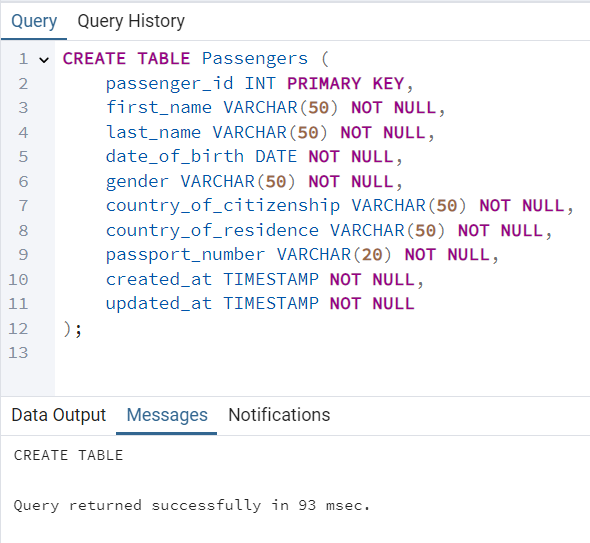 Query Query History
1 CREATE TABLE Passengers (
2 passenger_id INT PRIMARY KEY,
3 first_name VARCHAR(50) NOT NULL,
4 last_name VARCHAR(50) NOT NULL,
5 date_of_birth DATE NOT NULL,
6 gender VARCHAR(50) NOT NULL,
7 country_of_citizenship VARCHAR(50) NOT NULL,
8 country_of_residence VARCHAR(50) NOT NULL,
9 passport_number VARCHAR(20) NOT NULL,
10 created_at TIMESTAMP NOT NULL,
11 updated_at TIMESTAMP NOT NULL
12 );
13
Data Output Messages Notifications
CREATE TABLE
Query returned successfully in 93 msec.